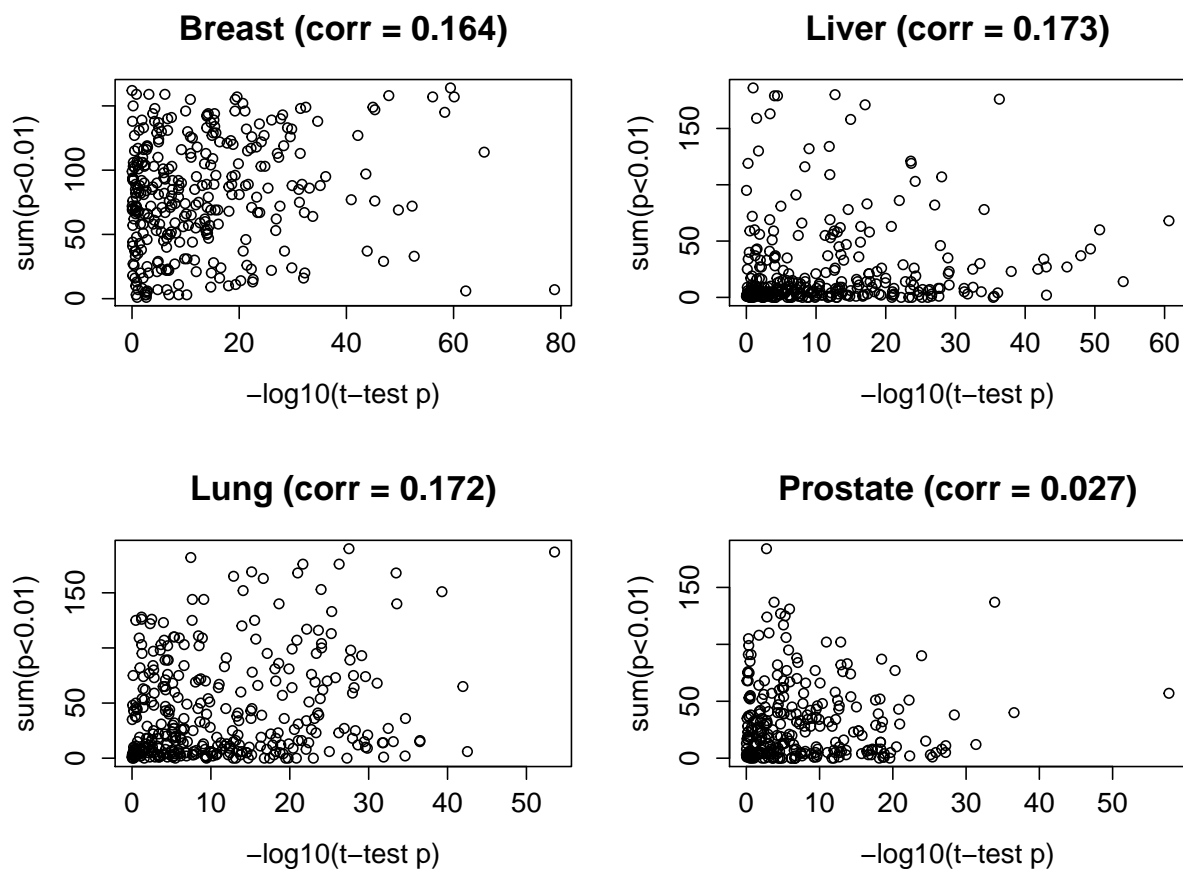 Breast (corr = 0.164)
sum(p<0.01)
0 50 100
0 20 40 60 80
−log10(t−test p)
Liver (corr = 0.173)
sum(p<0.01)
0 50 150
0 10 20 30 40 50 60
−log10(t−test p)
Lung (corr = 0.172)
sum(p<0.01)
0 50 150
0 10 20 30 40 50
−log10(t−test p)
Prostate (corr = 0.027)
sum(p<0.01)
0 50 150
0 10 20 30 40 50
−log10(t−test p)